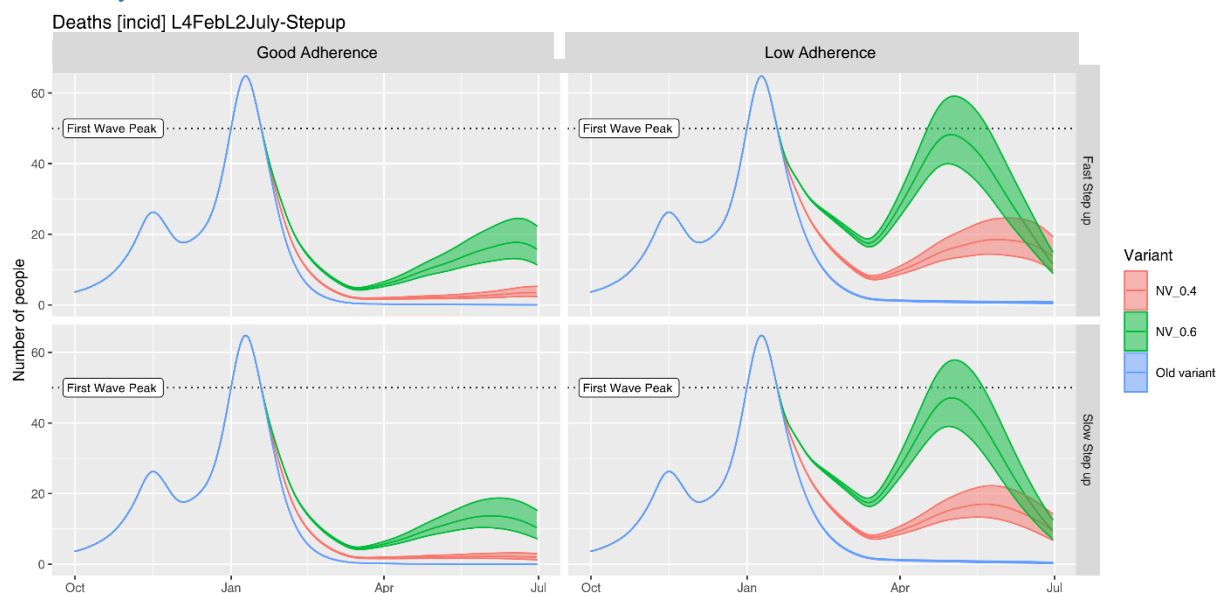 Deaths [incid] L4FebL2July-Stepup
Good Adherence
Low Adherence
Number of people
60
40
20
0
First Wave Peak
First Wave Peak
Fast Step up
60
40
20
0
First Wave Peak
First Wave Peak
Slow Step up
Oct
Jan
Apr
Jul
Oct
Jan
Apr
Jul
Variant
NV_0.4
NV_0.6
Old variant